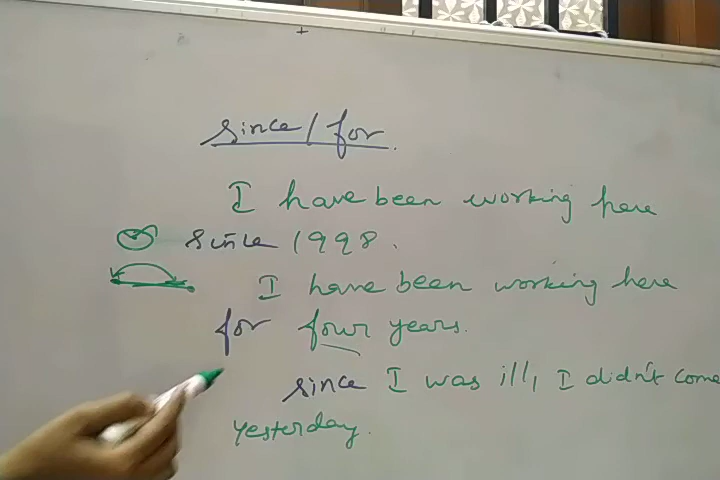 since / for.
I have been working here
since 1998.
I have been working here
for four years.
since I was ill, I didn't come
yesterday.